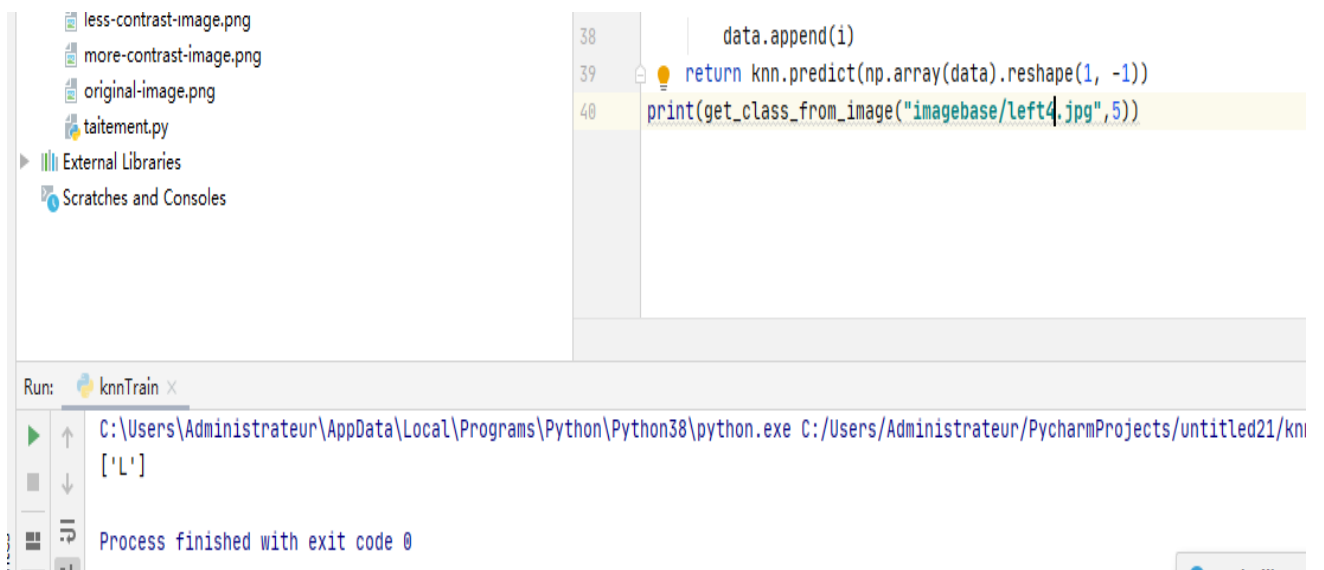 less-contrast-image.png
more-contrast-image.png
original-image.png
taitement.py
External Libraries
Scratches and Consoles
38 data.append(i)
39 return knn.predict(np.array(data).reshape(1, -1))
40 print(get_class_from_image("imagebase/left4.jpg",5))
Run: knnTrain
C:\Users\Administrateur\AppData\Local\Programs\Python\Python38\python.exe C:/Users/Administrateur/PycharmProjects/untitled21/knn
['L']
Process finished with exit code 0